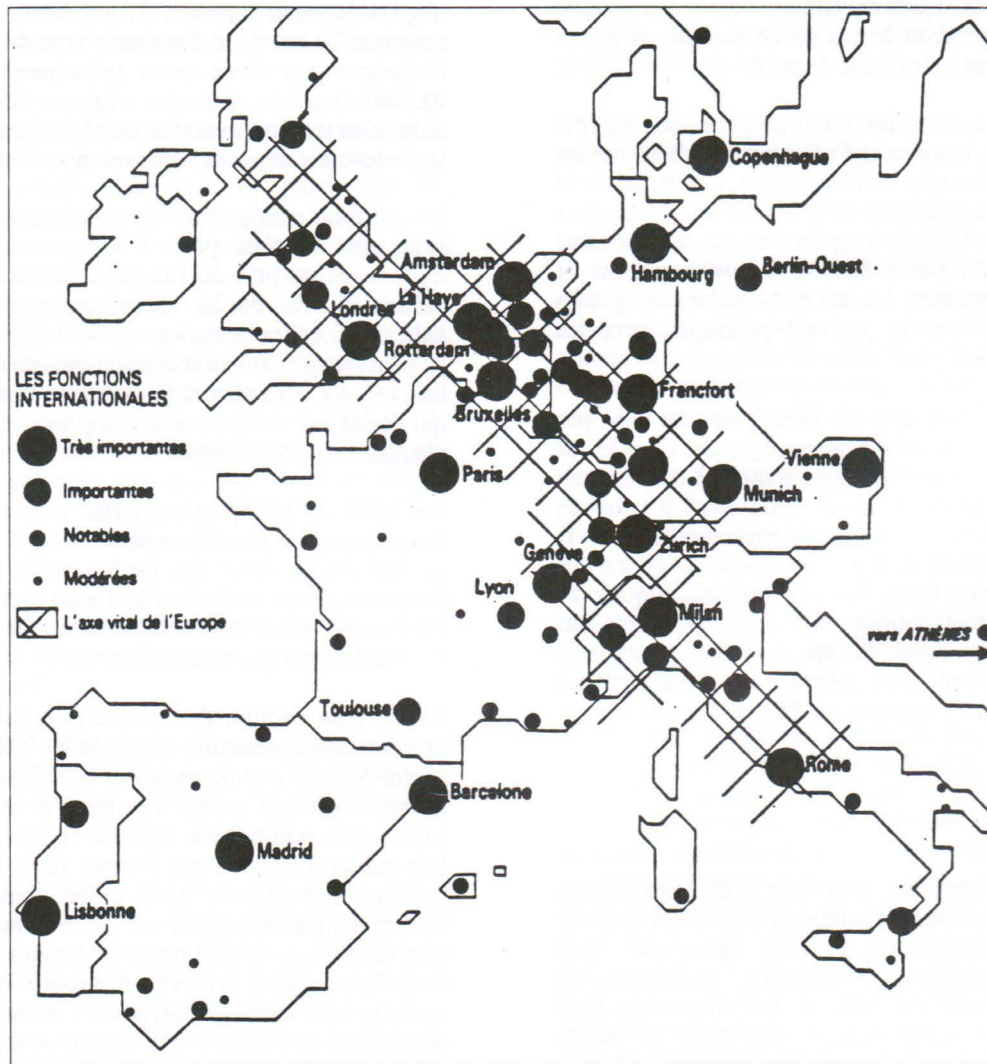 Copenhague
Hambourg
Berlin-Ouest
Amsterdam
La Haye
Londres
Rotterdam
Bruxelles
Francfort
LES FONCTIONS
INTERNATIONALES
Très importantes
Importantes
Notables
Modérées
L'axe vital de l'Europe
Paris
Vienne
Munich
Genève
Zürich
Lyon
Milan
vers ATHÈNES
Toulouse
Rome
Barcelone
Madrid
Lisbonne